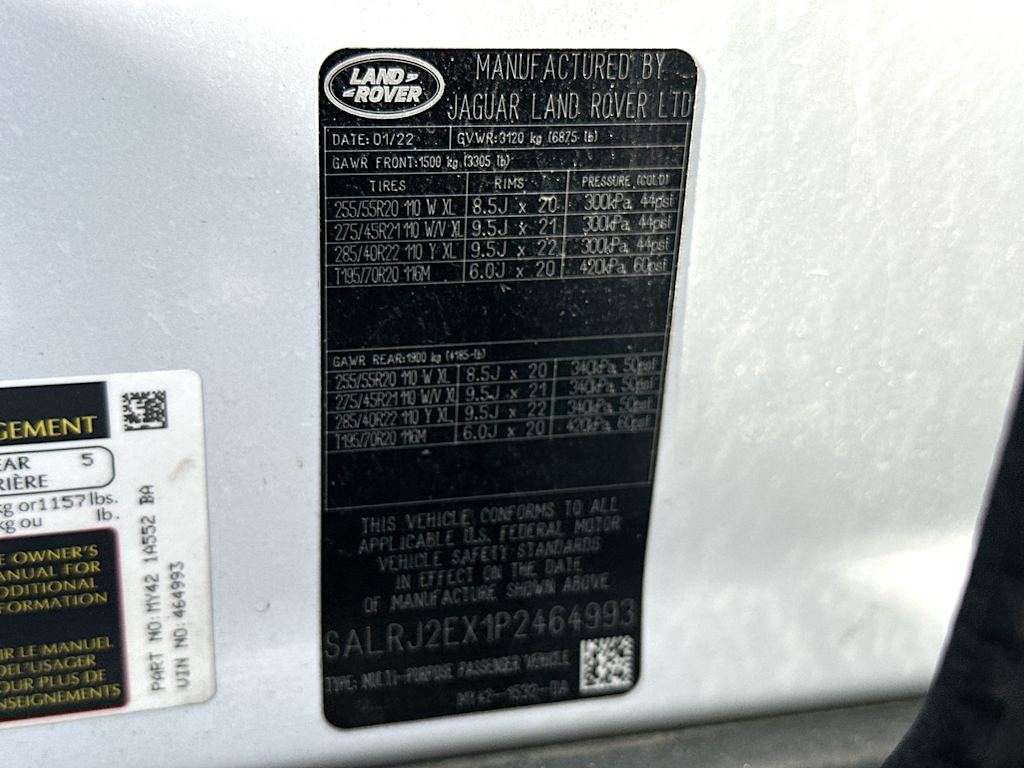 LAND-
-ROVER
MANUFACTURED BY
JAGUAR LAND ROVER LTD
DATE: 01/22 GVWR:3120 kg (6875 lb)
GAWR FRONT:1500 kg (3305 lb)
TIRES RIMS PRESSURE (COLD)
255/55R20 110 W XL 8.5J x 20 300kPa, 44psi
275/45R21 110 W/V XL 9.5J x 21 300kPa, 44psi
285/40R22 110 Y XL 9.5J x 22 300kPa, 44psi
T195/70R20 116M 6.0J x 20 420kPa, 60psi
GAWR REAR:1900 kg (4185-lb)
255/55R20 110 W XL 8.5J x 20 340kPa, 50psi
275/45R21 110 W/V XL 9.5J x 21 340kPa, 50psi
285/40R22 110 Y XL 9.5J x 22 340kPa, 50psi
T195/70R20 116M 6.0J x 20 420kPa, 60psi
THIS VEHICLE CONFORMS TO ALL
APPLICABLE U.S. FEDERAL MOTOR
VEHICLE SAFETY STANDARDS
IN EFFECT ON THE DATE
OF MANUFACTURE SHOWN ABOVE
SALRJ2EX1P2464993
TYPE: MULTI-PURPOSE PASSENGER VEHICLE
GEMENT
EAR 5
RIÈRE
kg or 1157 lbs.
kg ou lb.
E OWNER'S
ANUAL FOR
DDITIONAL
FORMATION
IR LE MANUEL
DE L'USAGER
OUR PLUS DE
NSEIGNEMENTS
PART NO: MY42 1A552 BA
VIN NO: 464993